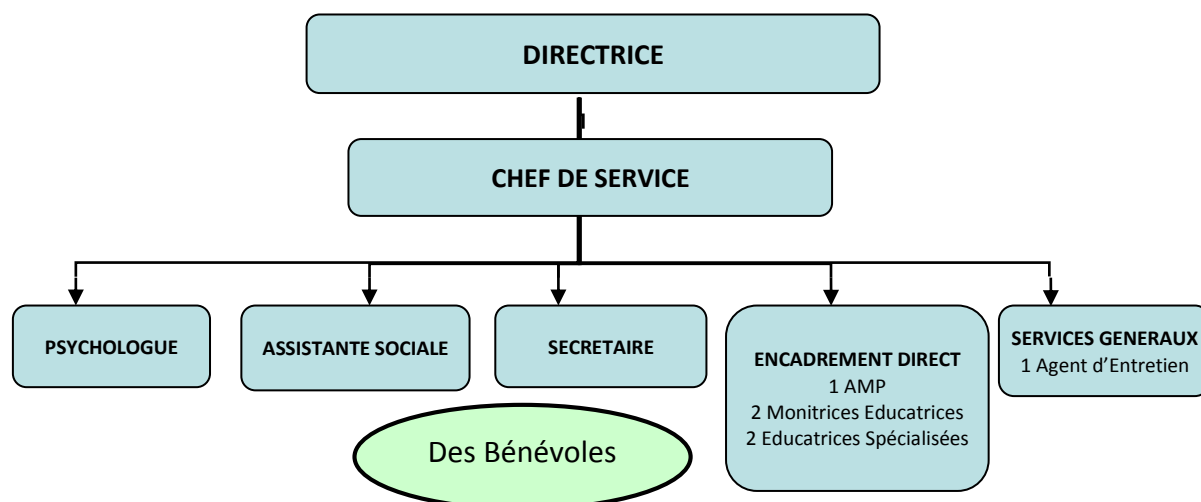 DIRECTRICE
CHEF DE SERVICE
PSYCHOLOGUE
ASSISTANTE SOCIALE
SECRETAIRE
ENCADREMENT DIRECT
1 AMP
2 Monitrices Educatrices
2 Educatrices Spécialisées
SERVICES GENERAUX
1 Agent d’Entretien
Des Bénévoles